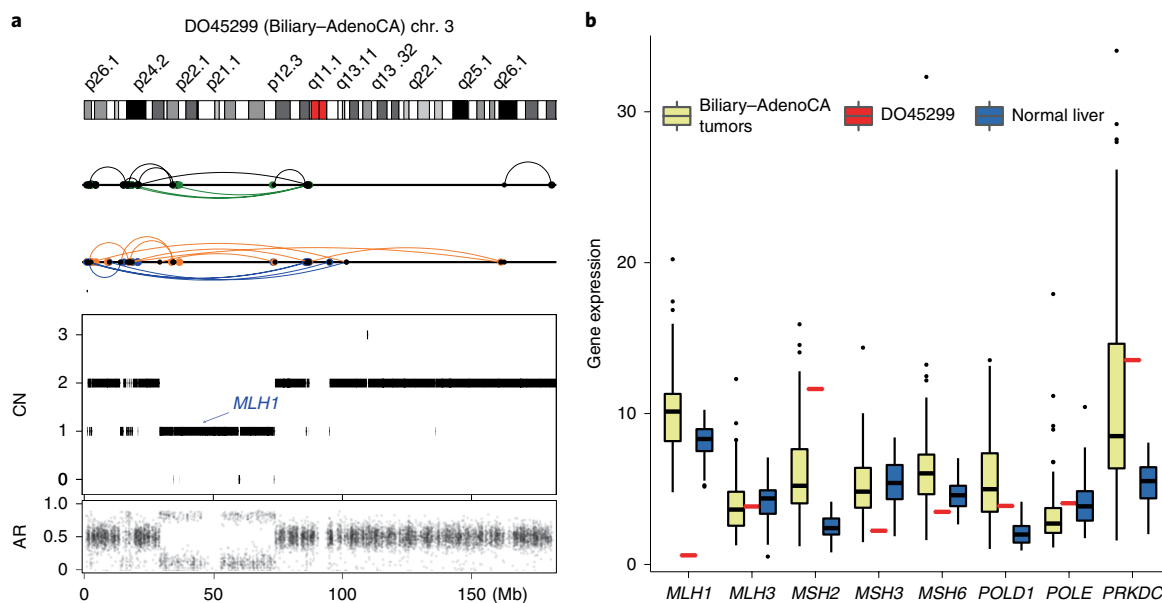 a
DO45299 (Biliary–AdenoCA) chr. 3
p26.1 p24.2 p22.1 p21.1 p12.3 q11.1 q13.11 q13.32 q22.1 q25.1 q26.1
3
2
1
0
CN
MLH1
1.0
0.5
0
AR
0 50 100 150 (Mb)
b
30
20
10
0
Gene expression
Biliary–AdenoCA tumors
DO45299
Normal liver
MLH1 MLH3 MSH2 MSH3 MSH6 POLD1 POLE PRKDC